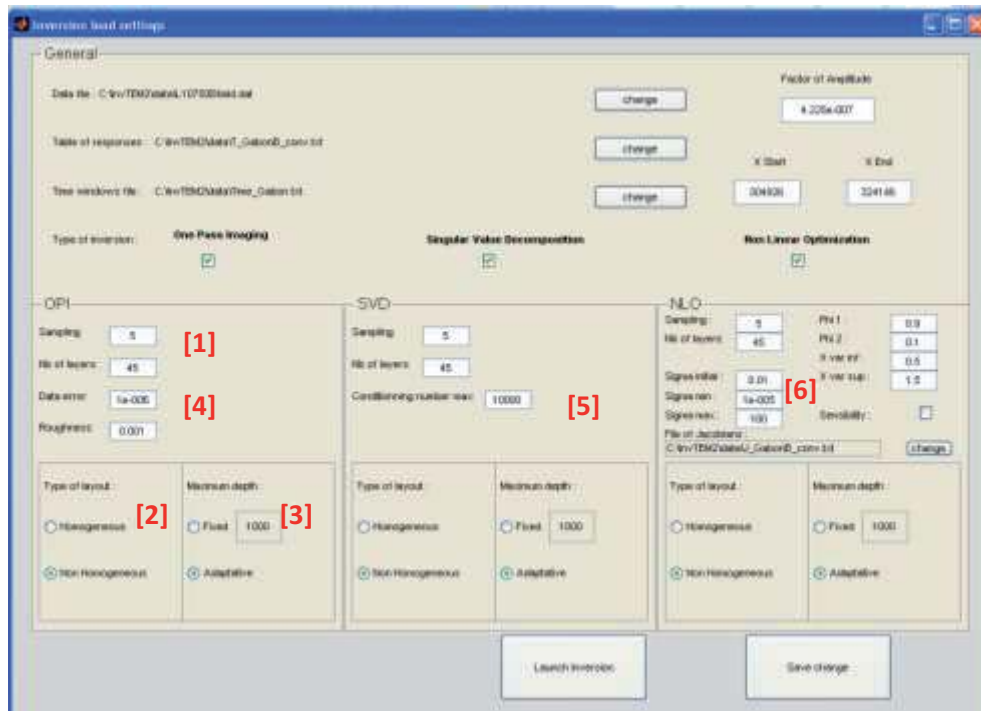 Inversion load settings
General
Data file : C:\InvTEM2\data\L107000
Factor of Amplitude
change
4.226e-007
Table of responses : C:\InvTEM2\data\T_GabonB_conv.txt
change
X Start X End
Time windows file : C:\InvTEM2\data\Time_Gabon.txt
change
324146
Type of inversion: One Pass Imaging Singular Value Decomposition Non Linear Optimization
OPI SVD NLO
Sampling : 5 [1] Sampling 5 Sampling : 5 Phi 1 : 0.9
Nb of layers : 45 Nb of layers : 45 Nb of layers 45 Phi 2 : 0.1
X var inf : 0.5
Data error : 1e-006 [4] Conditionning number max : 10000 [5] Sigma initial : 0.01 [6] X var sup : 1.5
Sigma min : 1e-005
Roughness: 0.001 Sigma max : 100 Sensibility :
File of Jacobians :
C:\InvTEM2\data\J_GabonB_conv.txt change
Type of layout : Maximum depth : Type of layout : Maximum depth : Type of layout : Maximum depth :
[2] [3]
Homogeneous Fixed 1000 Homogeneous Fixed 1000 Homogeneous Fixed 1000
Non Homogeneous Adaptative Non Homogeneous Adaptative Non Homogeneous Adaptative
Launch Inversion Save change